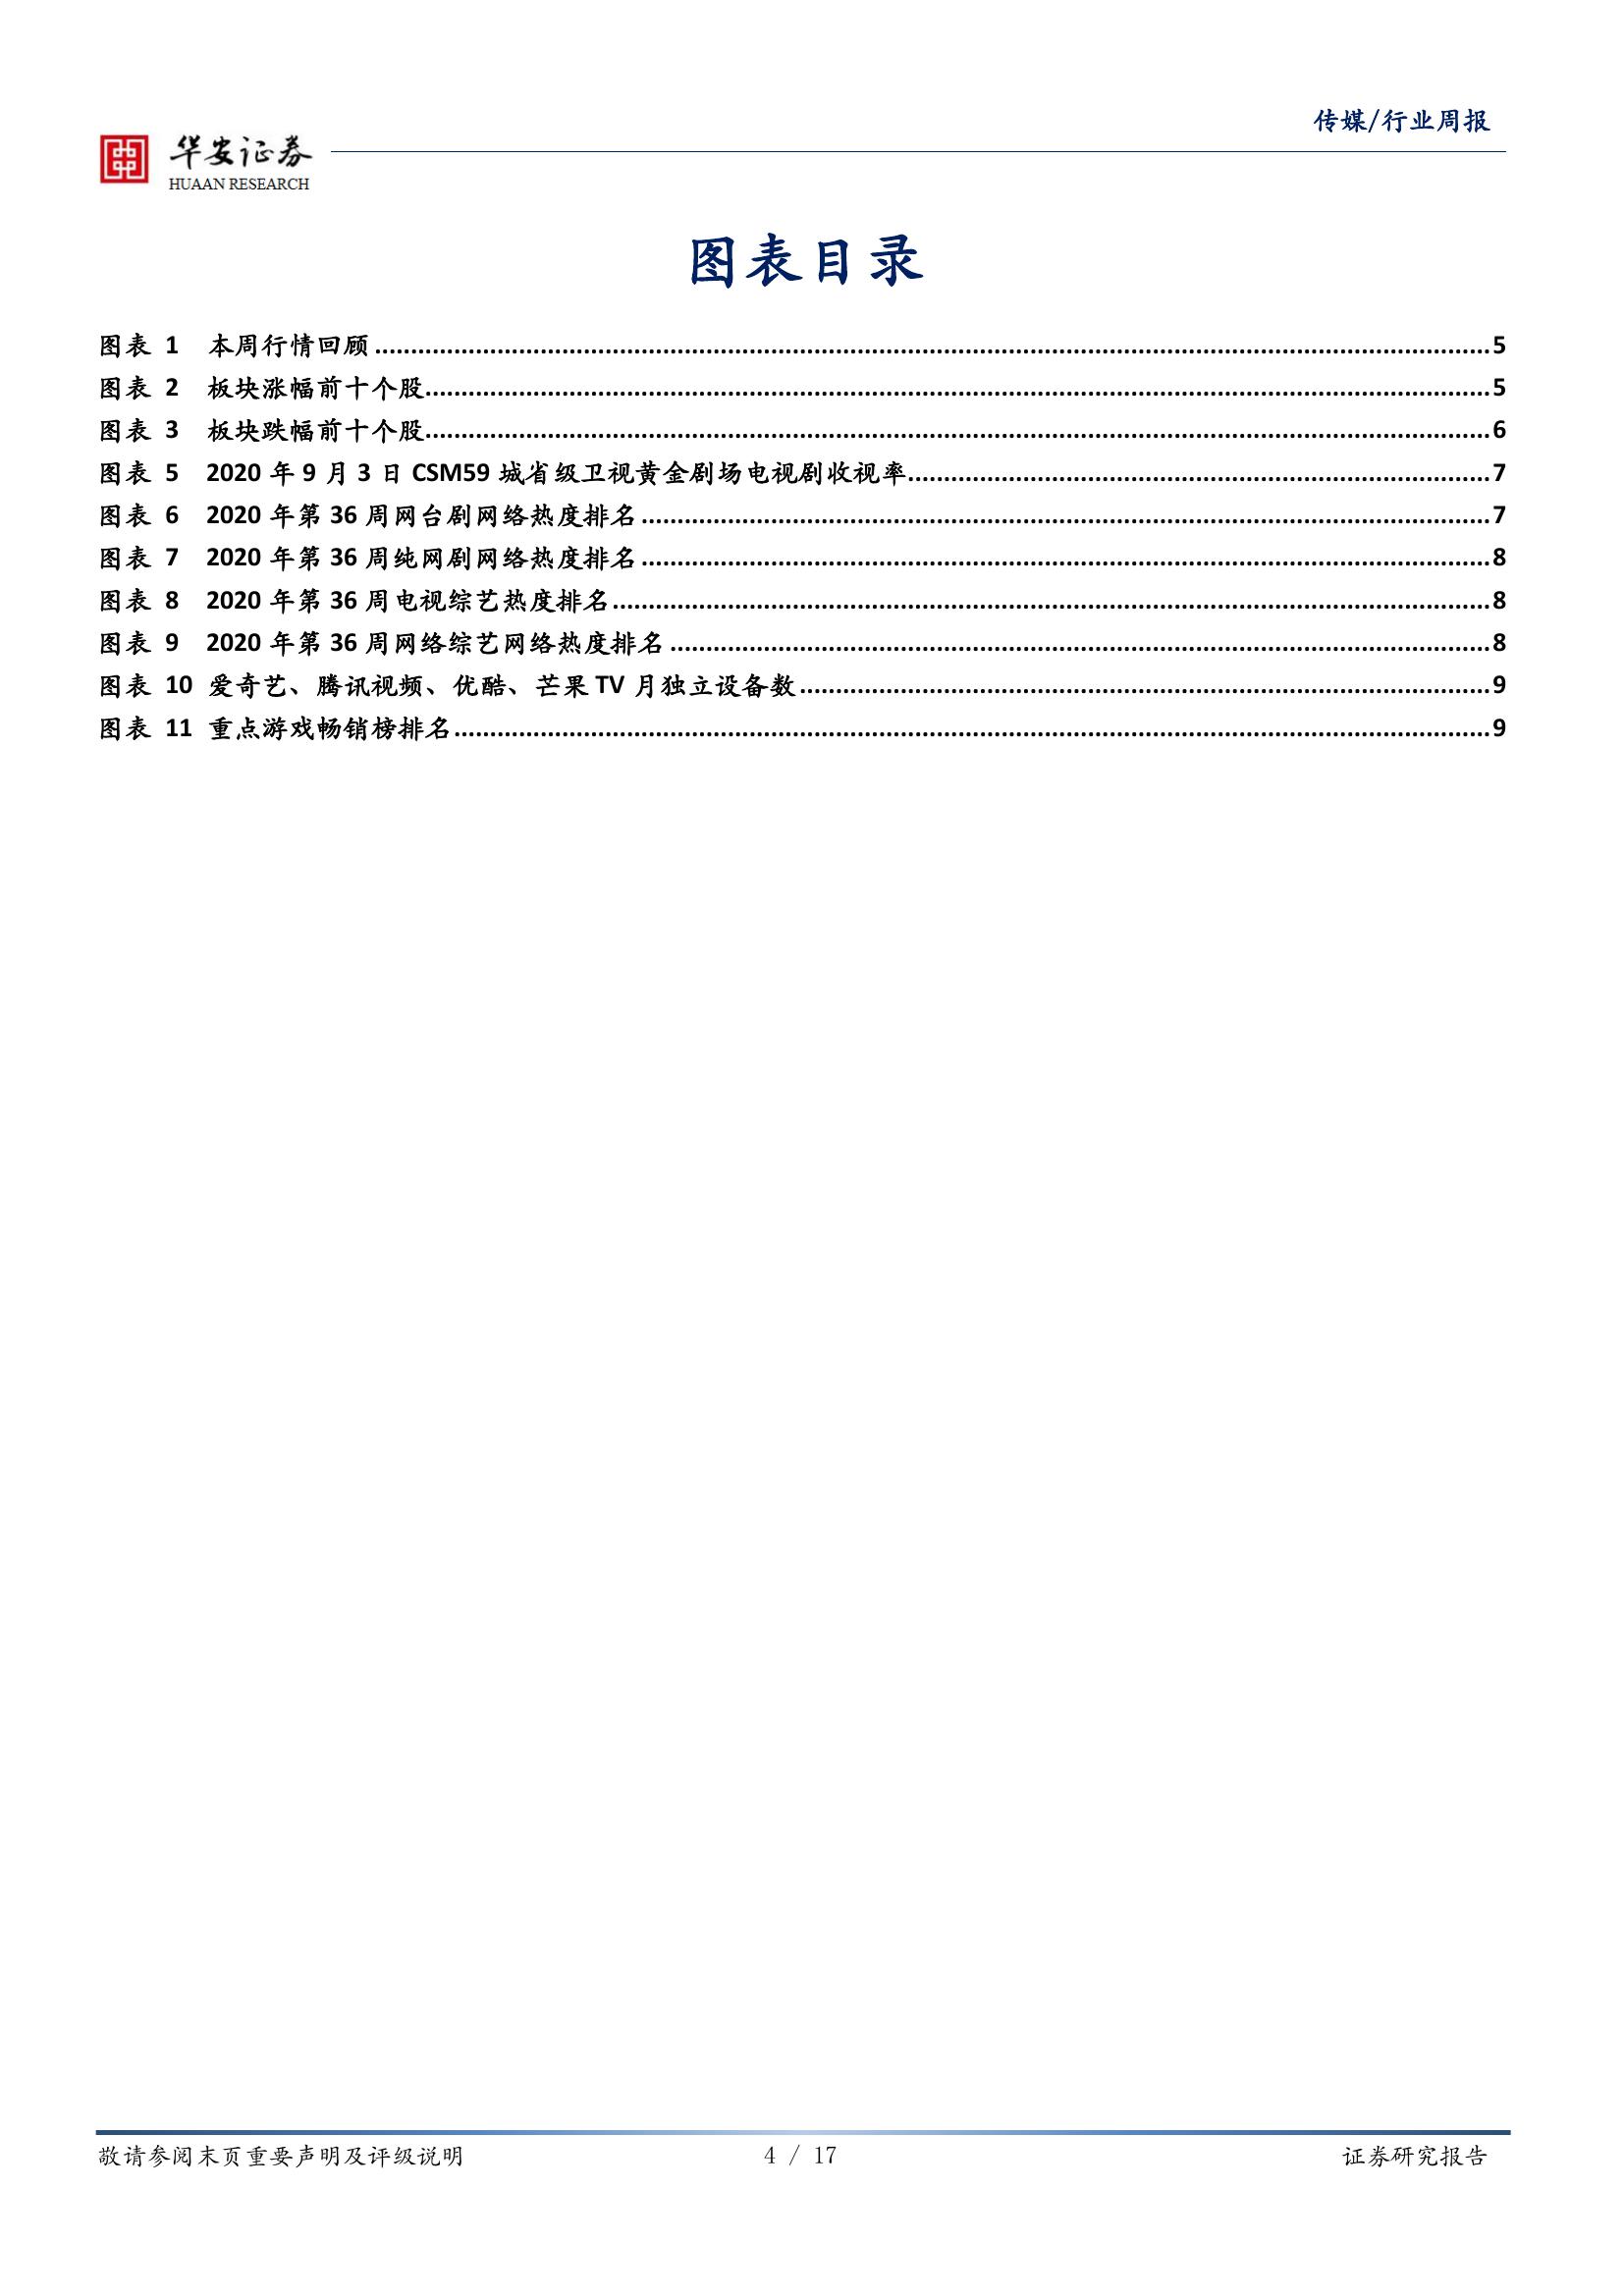 传媒/行业周报
华安证券
HUAAN RESEARCH
图表目录
图表 1 本周行情回顾........................................5
图表 2 板块涨幅前十个股........................................5
图表 3 板块跌幅前十个股........................................6
图表 5 2020 年 9 月 3 日 CSM59 城省级卫视黄金剧场电视剧收视率........................................7
图表 6 2020 年第 36 周网台剧网络热度排名........................................7
图表 7 2020 年第 36 周纯网剧网络热度排名........................................8
图表 8 2020 年第 36 周电视综艺热度排名........................................8
图表 9 2020 年第 36 周网络综艺网络热度排名........................................8
图表 10 爱奇艺、腾讯视频、优酷、芒果 TV 月独立设备数........................................9
图表 11 重点游戏畅销榜排名........................................9
敬请参阅末页重要声明及评级说明 4 / 17 证券研究报告